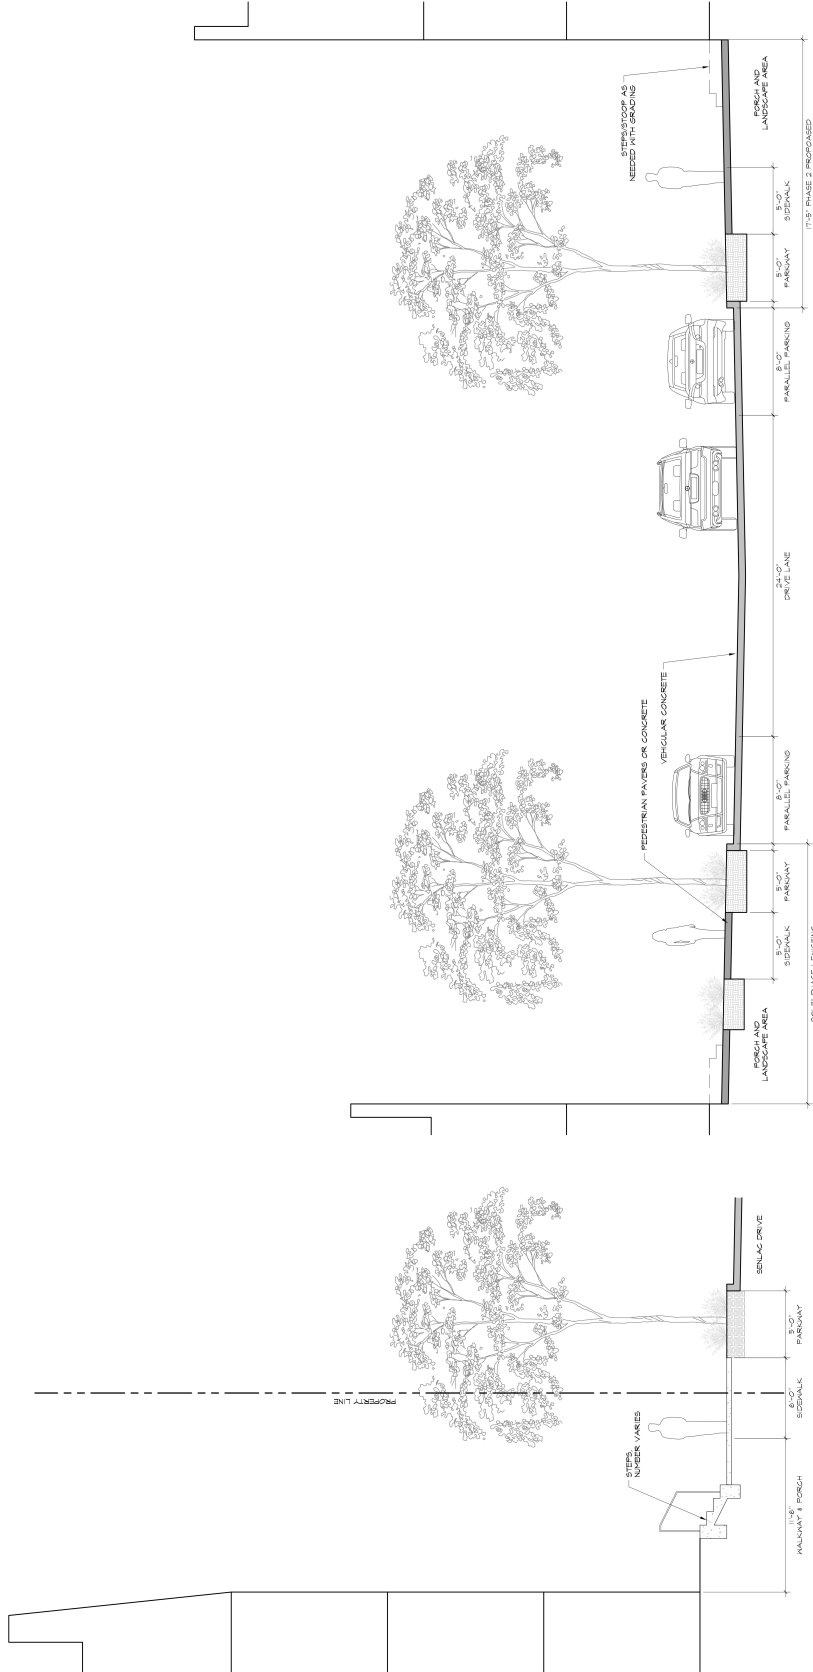 PROPERTY LINE
STEPS,
NUMBER VARIES
SENLAC DRIVE
11'-6"
WALKWAY & PORCH
6'-0"
SIDEWALK
5'-0"
PARKWAY
PEDESTRIAN PAVERS OR CONCRETE
VEHICULAR CONCRETE
STEPS/STOOP AS
NEEDED WITH GRADING
PORCH AND
LANDSCAPE AREA
5'-0"
SIDEWALK
5'-0"
PARKWAY
8'-0"
PARALLEL PARKING
24'-0"
DRIVE LANE
8'-0"
PARALLEL PARKING
5'-0"
PARKWAY
5'-0"
SIDEWALK
PORCH AND
LANDSCAPE AREA
17'-5" PHASE 2 PROPOASED